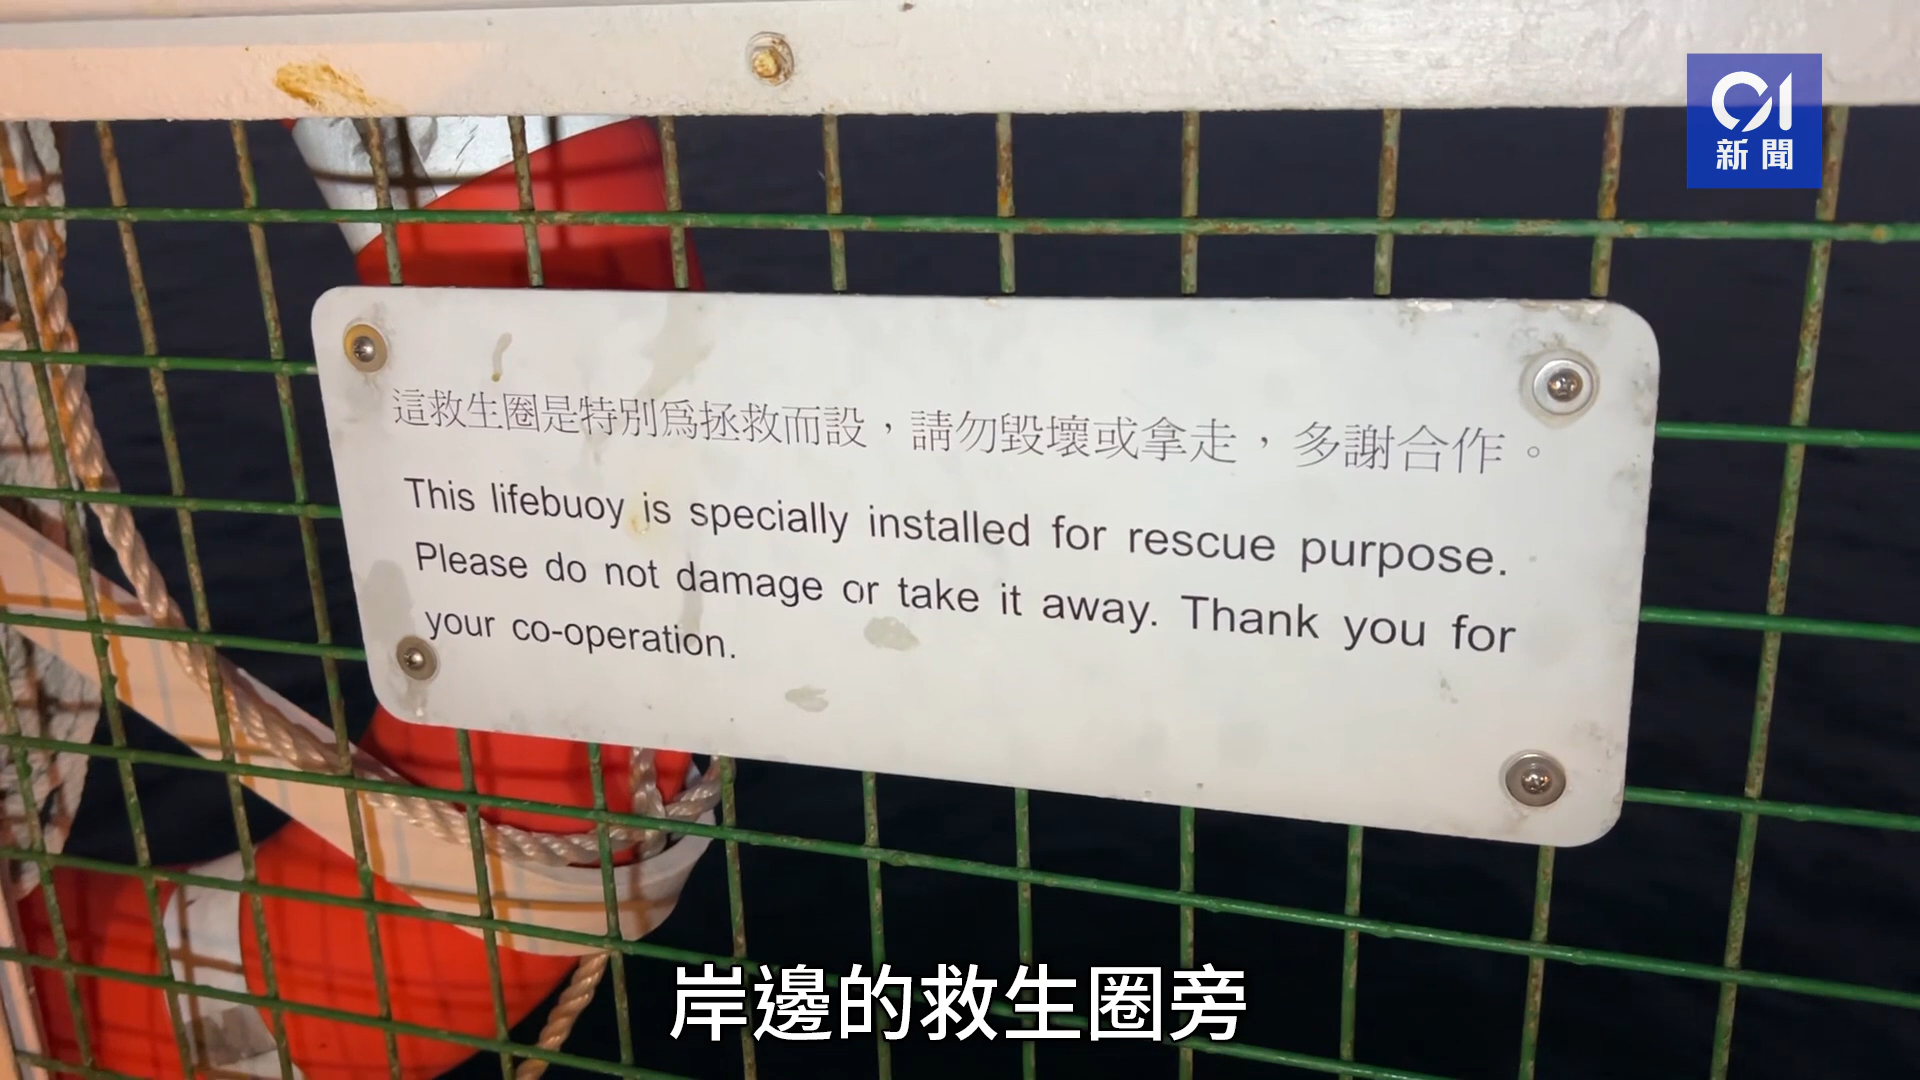 01
新聞
這救生圈是特別爲拯救而設，請勿毀壞或拿走，多謝合作。
This lifebuoy is specially installed for rescue purpose.
Please do not damage or take it away. Thank you for
your co-operation.
岸邊的救生圈旁